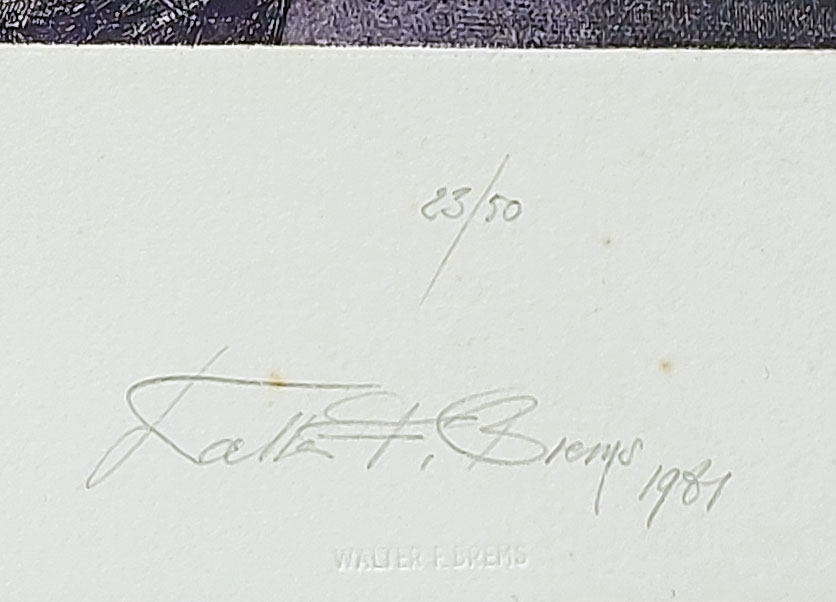 23/50
Walter F. Brems 1981
WALTER F. BREMS